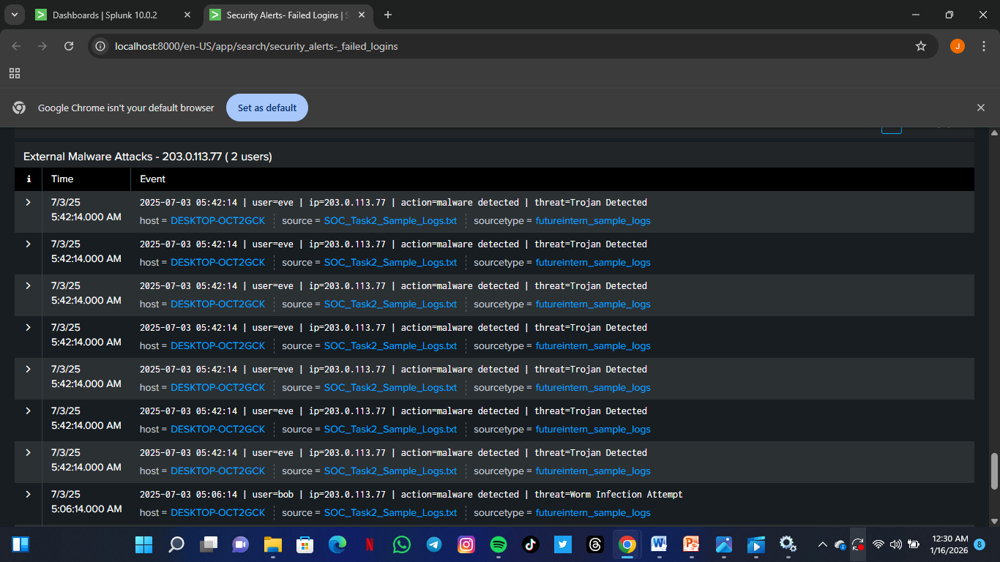 Dashboards | Splunk 10.0.2
Security Alerts- Failed Logins |
localhost:8000/en-US/app/search/security_alerts-_failed_logins
J
Google Chrome isn't your default browser
Set as default
External Malware Attacks - 203.0.113.77 ( 2 users)
i Time Event
7/3/25 2025-07-03 05:42:14 | user=eve | ip=203.0.113.77 | action=malware detected | threat=Trojan Detected
5:42:14.000 AM host = DESKTOP-OCT2GCK source = SOC_Task2_Sample_Logs.txt sourcetype = futureintern_sample_logs
7/3/25 2025-07-03 05:42:14 | user=eve | ip=203.0.113.77 | action=malware detected | threat=Trojan Detected
5:42:14.000 AM host = DESKTOP-OCT2GCK source = SOC_Task2_Sample_Logs.txt sourcetype = futureintern_sample_logs
7/3/25 2025-07-03 05:42:14 | user=eve | ip=203.0.113.77 | action=malware detected | threat=Trojan Detected
5:42:14.000 AM host = DESKTOP-OCT2GCK source = SOC_Task2_Sample_Logs.txt sourcetype = futureintern_sample_logs
7/3/25 2025-07-03 05:42:14 | user=eve | ip=203.0.113.77 | action=malware detected | threat=Trojan Detected
5:42:14.000 AM host = DESKTOP-OCT2GCK source = SOC_Task2_Sample_Logs.txt sourcetype = futureintern_sample_logs
7/3/25 2025-07-03 05:42:14 | user=eve | ip=203.0.113.77 | action=malware detected | threat=Trojan Detected
5:42:14.000 AM host = DESKTOP-OCT2GCK source = SOC_Task2_Sample_Logs.txt sourcetype = futureintern_sample_logs
7/3/25 2025-07-03 05:42:14 | user=eve | ip=203.0.113.77 | action=malware detected | threat=Trojan Detected
5:42:14.000 AM host = DESKTOP-OCT2GCK source = SOC_Task2_Sample_Logs.txt sourcetype = futureintern_sample_logs
7/3/25 2025-07-03 05:42:14 | user=eve | ip=203.0.113.77 | action=malware detected | threat=Trojan Detected
5:42:14.000 AM host = DESKTOP-OCT2GCK source = SOC_Task2_Sample_Logs.txt sourcetype = futureintern_sample_logs
7/3/25 2025-07-03 05:06:14 | user=bob | ip=203.0.113.77 | action=malware detected | threat=Worm Infection Attempt
5:06:14.000 AM host = DESKTOP-OCT2GCK source = SOC_Task2_Sample_Logs.txt sourcetype = futureintern_sample_logs
12:30 AM
1/16/2026
8